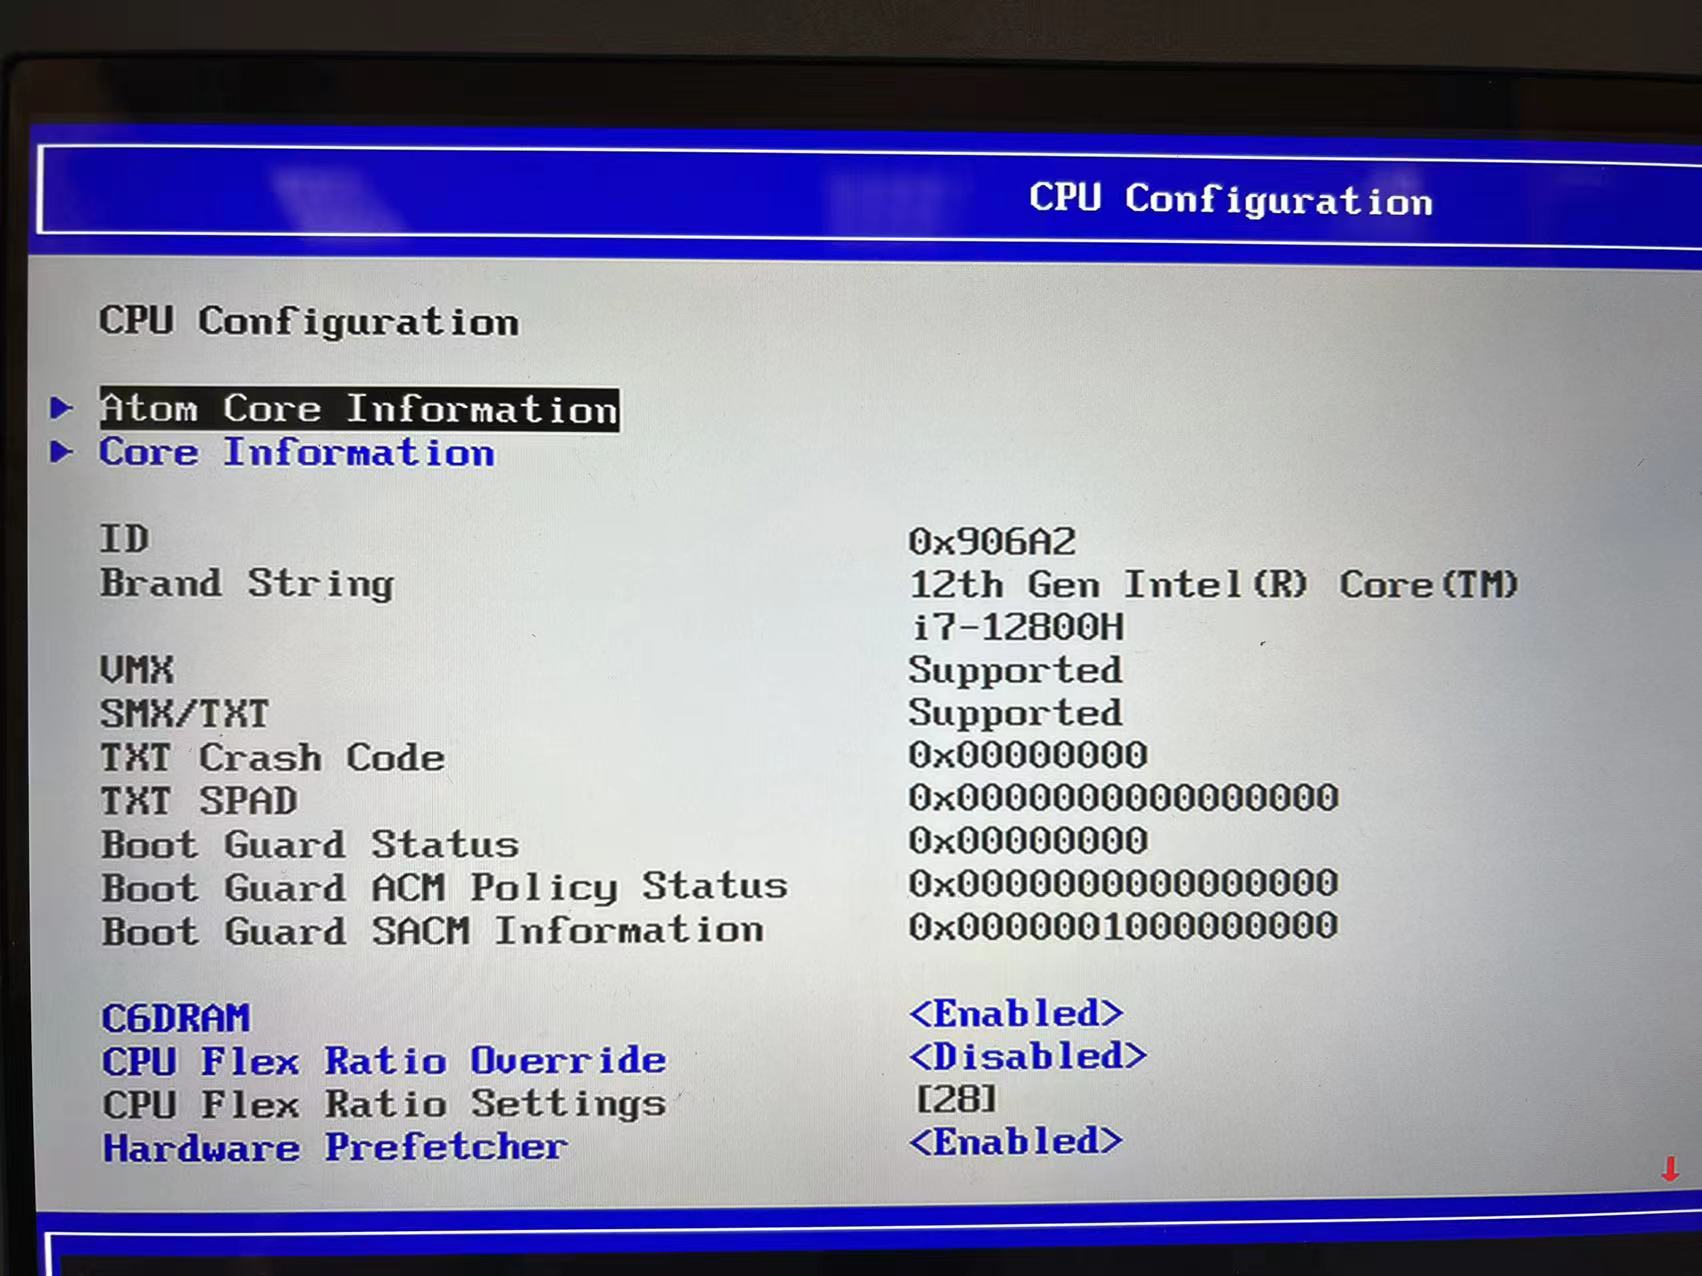 CPU Configuration
CPU Configuration
Atom Core Information
Core Information
ID 0x906A2
Brand String 12th Gen Intel(R) Core(TM)
i7-12800H
VMX Supported
SMX/TXT Supported
TXT Crash Code 0x00000000
TXT SPAD 0x0000000000000000
Boot Guard Status 0x00000000
Boot Guard ACM Policy Status 0x0000000000000000
Boot Guard SACM Information 0x0000001000000000
C6DRAM <Enabled>
CPU Flex Ratio Override <Disabled>
CPU Flex Ratio Settings [28]
Hardware Prefetcher <Enabled>